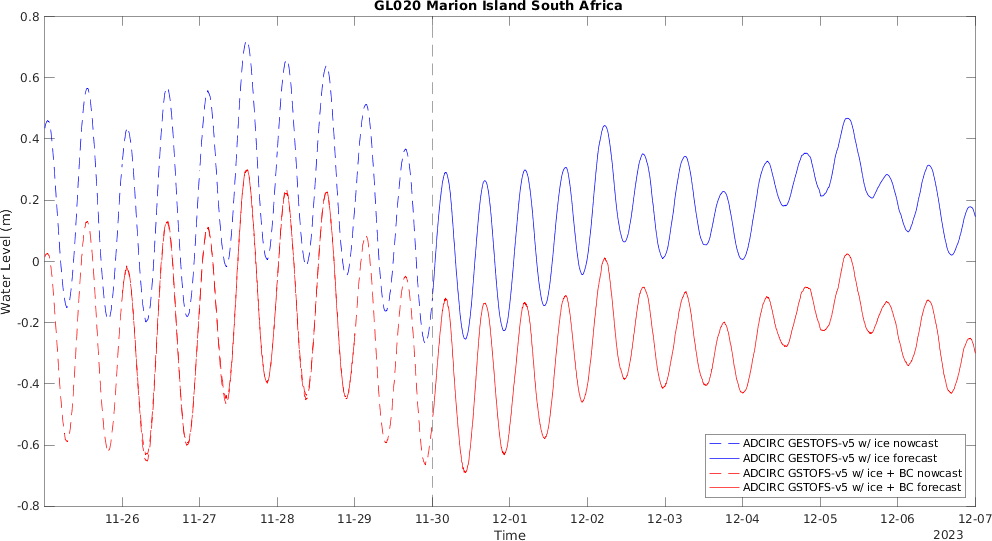 GL020 Marion Island South Africa
Water Level (m)
0.8
0.6
0.4
0.2
0
-0.2
-0.4
-0.6
-0.8
ADCIRC GESTOFS-v5 w/ ice nowcast
ADCIRC GESTOFS-v5 w/ ice forecast
ADCIRC GSTOFS-v5 w/ ice + BC nowcast
ADCIRC GSTOFS-v5 w/ ice + BC forecast
11-26 11-27 11-28 11-29 11-30 12-01 12-02 12-03 12-04 12-05 12-06 12-07
Time
2023